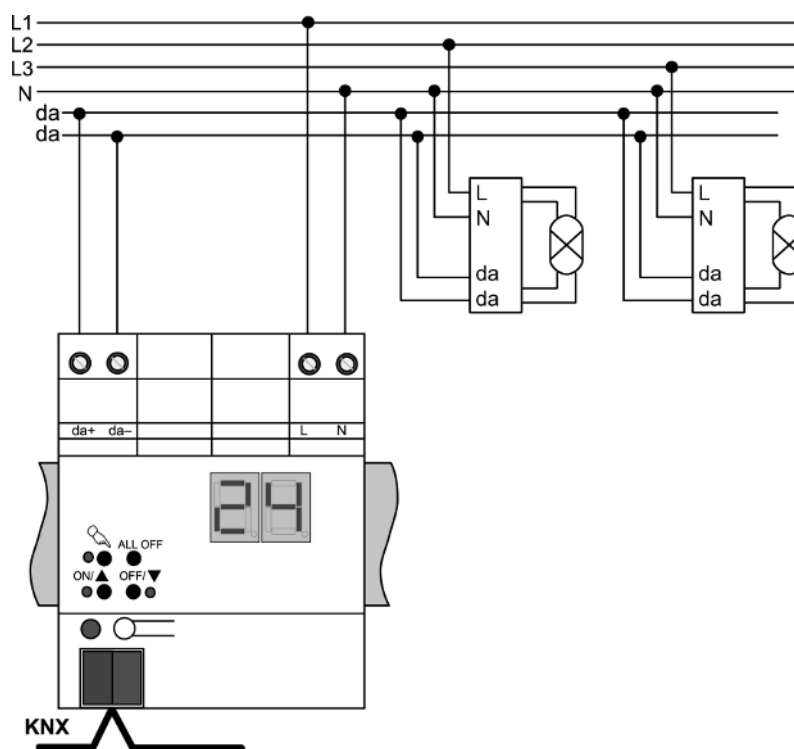 L1
L2
L3
N
da
da
L
N
da
da
L
N
da
da
da+ da– L N
24
ALL OFF
ON/▲ OFF/▼
KNX